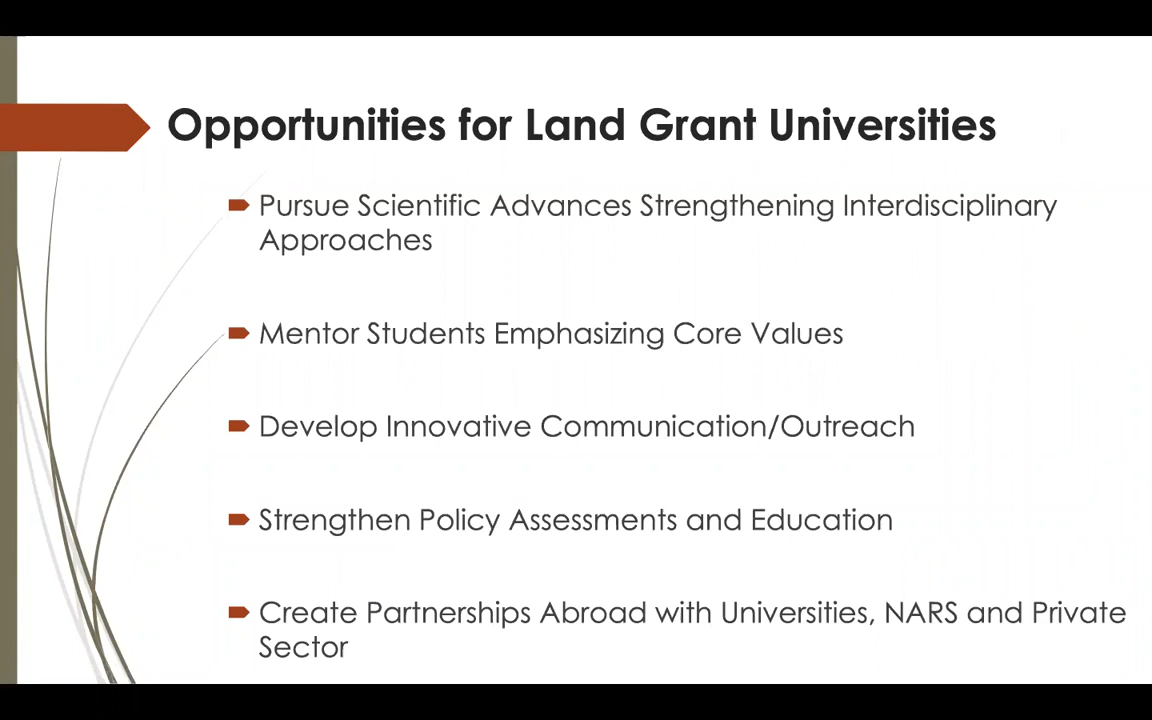 Opportunities for Land Grant Universities
Pursue Scientific Advances Strengthening Interdisciplinary
Approaches
Mentor Students Emphasizing Core Values
Develop Innovative Communication/Outreach
Strengthen Policy Assessments and Education
Create Partnerships Abroad with Universities, NARS and Private
Sector